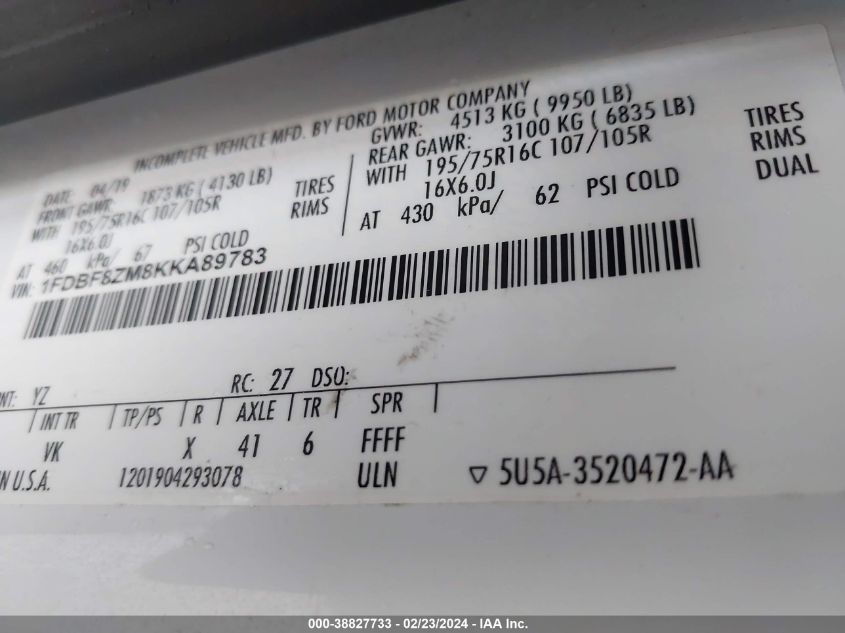 INCOMPLETE VEHICLE MFD. BY FORD MOTOR COMPANY
DATE: 04/19
GVWR: 4513 KG ( 9950 LB)
FRONT GAWR: 1873 KG ( 4130 LB)
REAR GAWR: 3100 KG ( 6835 LB)
WITH 195/75R16C 107/105R TIRES
WITH 195/75R16C 107/105R TIRES
16X6.0J RIMS
16X6.0J RIMS
AT 460 kPa/ 67 PSI COLD
AT 430 kPa/ 62 PSI COLD DUAL
VIN: 1FDBF8ZM8KKA89783
NT: YZ RC: 27 DSO:
INT TR TP/PS R AXLE TR SPR
VK X 41 6 FFFF
N U.S.A. 1201904293078 ULN ▽ 5U5A-3520472-AA
000-38827733 - 02/23/2024 - IAA Inc.